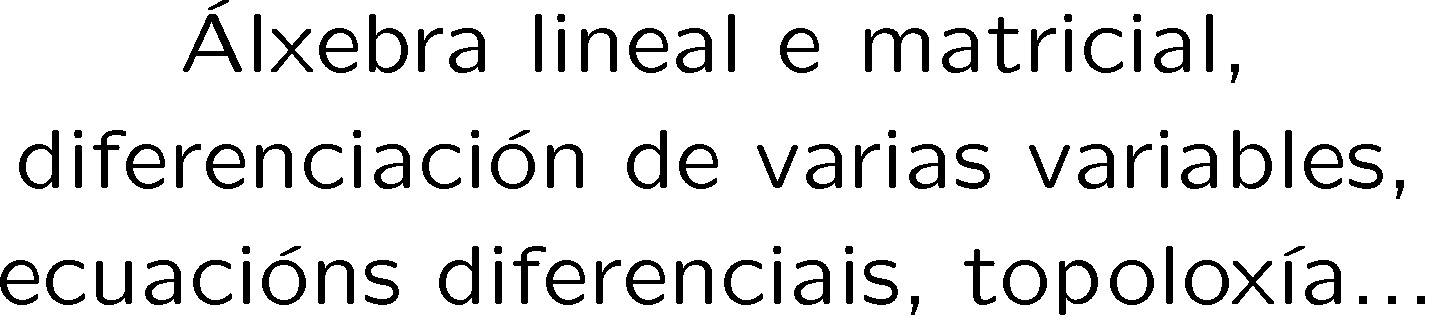 Álxebra lineal e matricial,
diferenciación de varias variables,
ecuacións diferenciais, topoloxía...